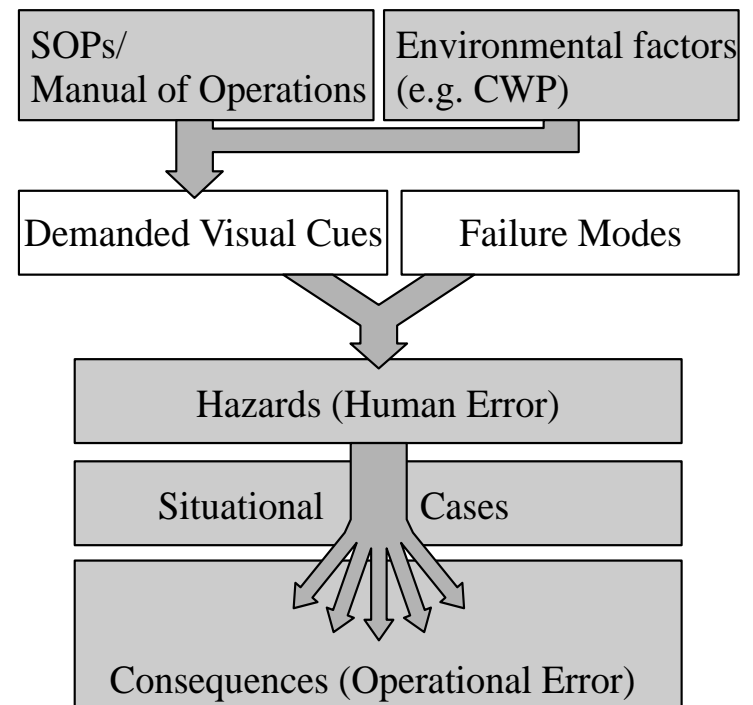 SOPs/
Manual of Operations
Environmental factors
(e.g. CWP)
Demanded Visual Cues
Failure Modes
Hazards (Human Error)
Situational Cases
Consequences (Operational Error)